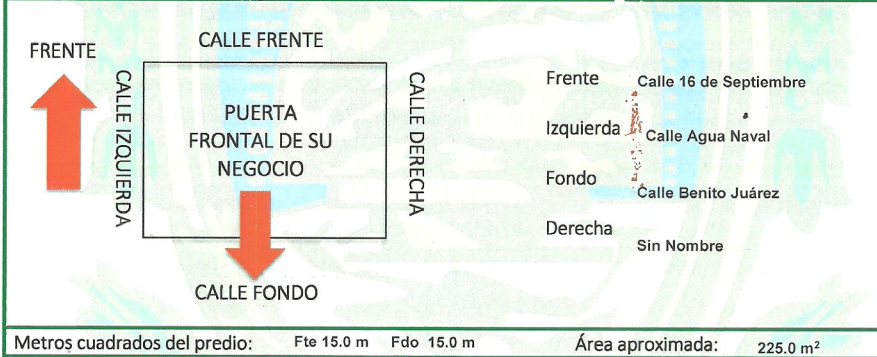 FRENTE
CALLE FRENTE
CALLE IZQUIERDA
PUERTA
FRONTAL DE SU
NEGOCIO
CALLE DERECHA
CALLE FONDO
Frente Calle 16 de Septiembre
Izquierda Calle Agua Naval
Fondo Calle Benito Juárez
Derecha Sin Nombre
Metros cuadrados del predio: Fte 15.0 m Fdo 15.0 m Área aproximada: 225.0 m²